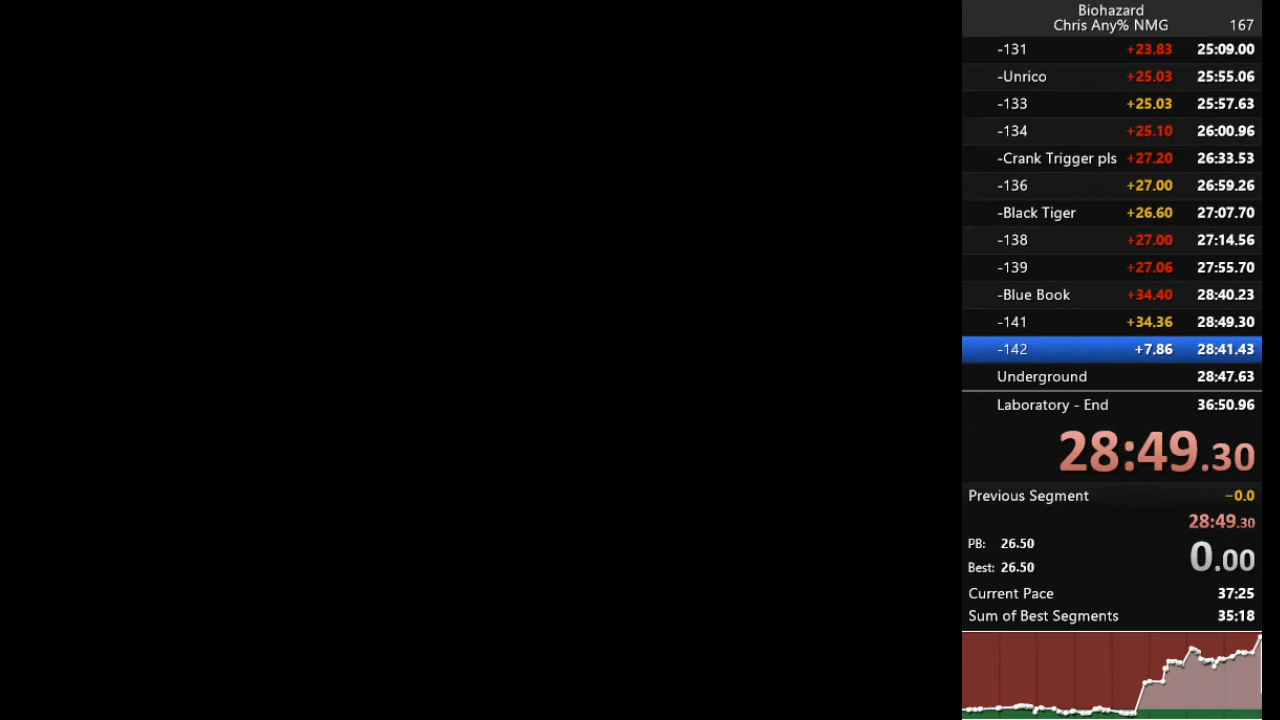 Biohazard
Chris Any% NMG 167
-131 +23.83 25:09.00
-Unrico +25.03 25:55.06
-133 +25.03 25:57.63
-134 +25.10 26:00.96
-Crank Trigger pls +27.20 26:33.53
-136 +27.00 26:59.26
-Black Tiger +26.60 27:07.70
-138 +27.00 27:14.56
-139 +27.06 27:55.70
-Blue Book +34.40 28:40.23
-141 +34.36 28:49.30
-142 +7.86 28:41.43
Underground 28:47.63
Laboratory - End 36:50.96
28:49.30
Previous Segment −0.0
28:49.30
PB: 26.50
0.00
Best: 26.50
Current Pace 37:25
Sum of Best Segments 35:18